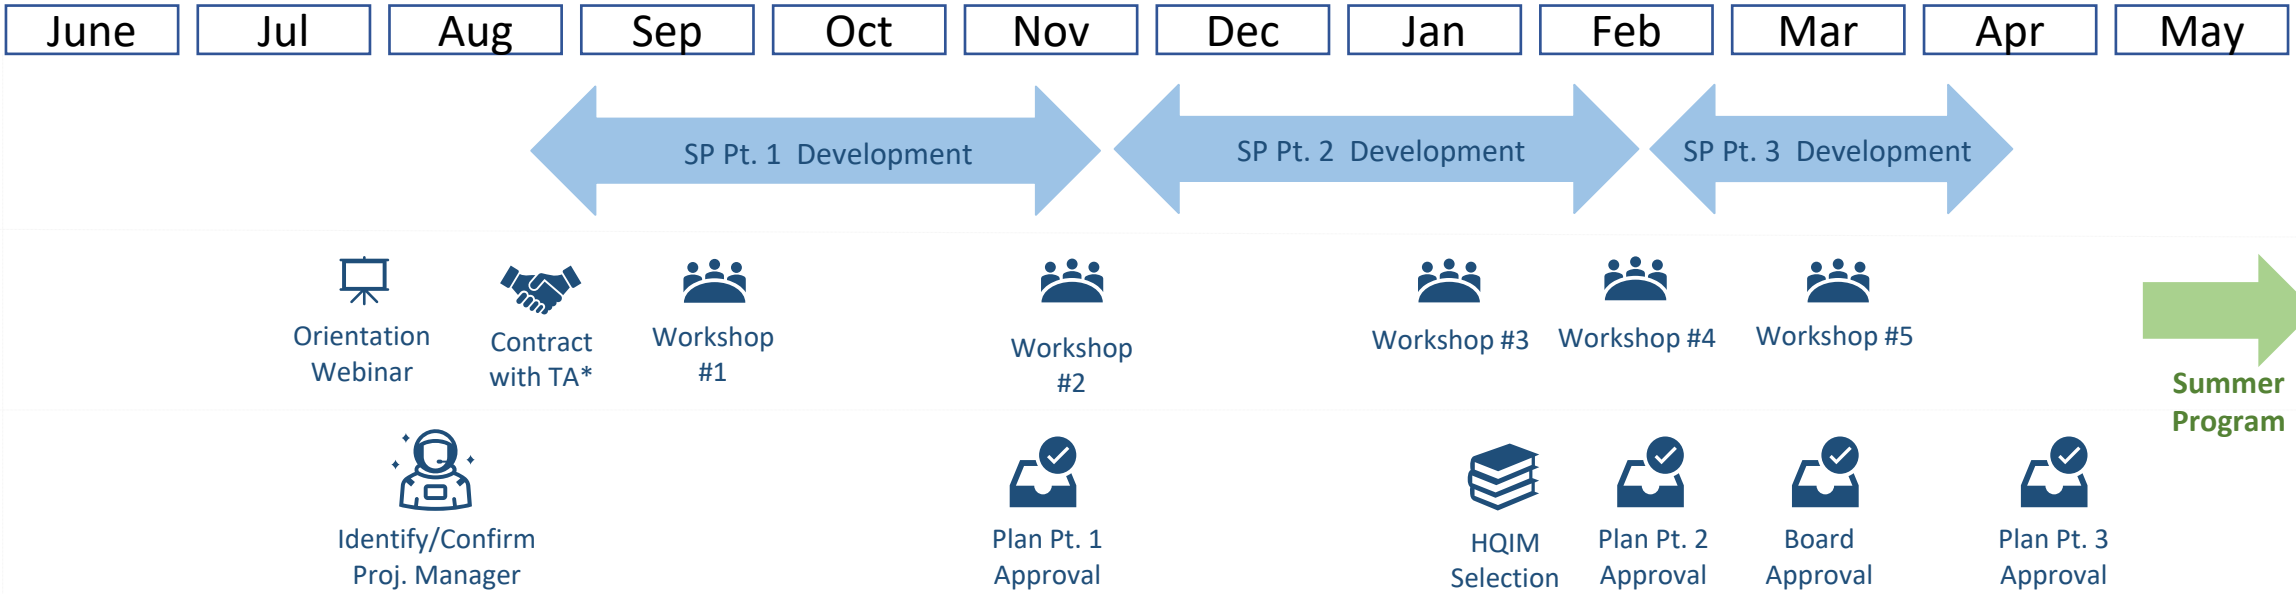 June
Jul
Aug
Sep
Oct
Nov
Dec
Jan
Feb
Mar
Apr
May
SP Pt. 1 Development
SP Pt. 2 Development
SP Pt. 3 Development
Orientation
Webinar
Contract
with TA*
Workshop
#1
Workshop
#2
Workshop #3
Workshop #4
Workshop #5
Summer
Program
Identify/Confirm
Proj. Manager
Plan Pt. 1
Approval
HQIM
Selection
Plan Pt. 2
Approval
Board
Approval
Plan Pt. 3
Approval